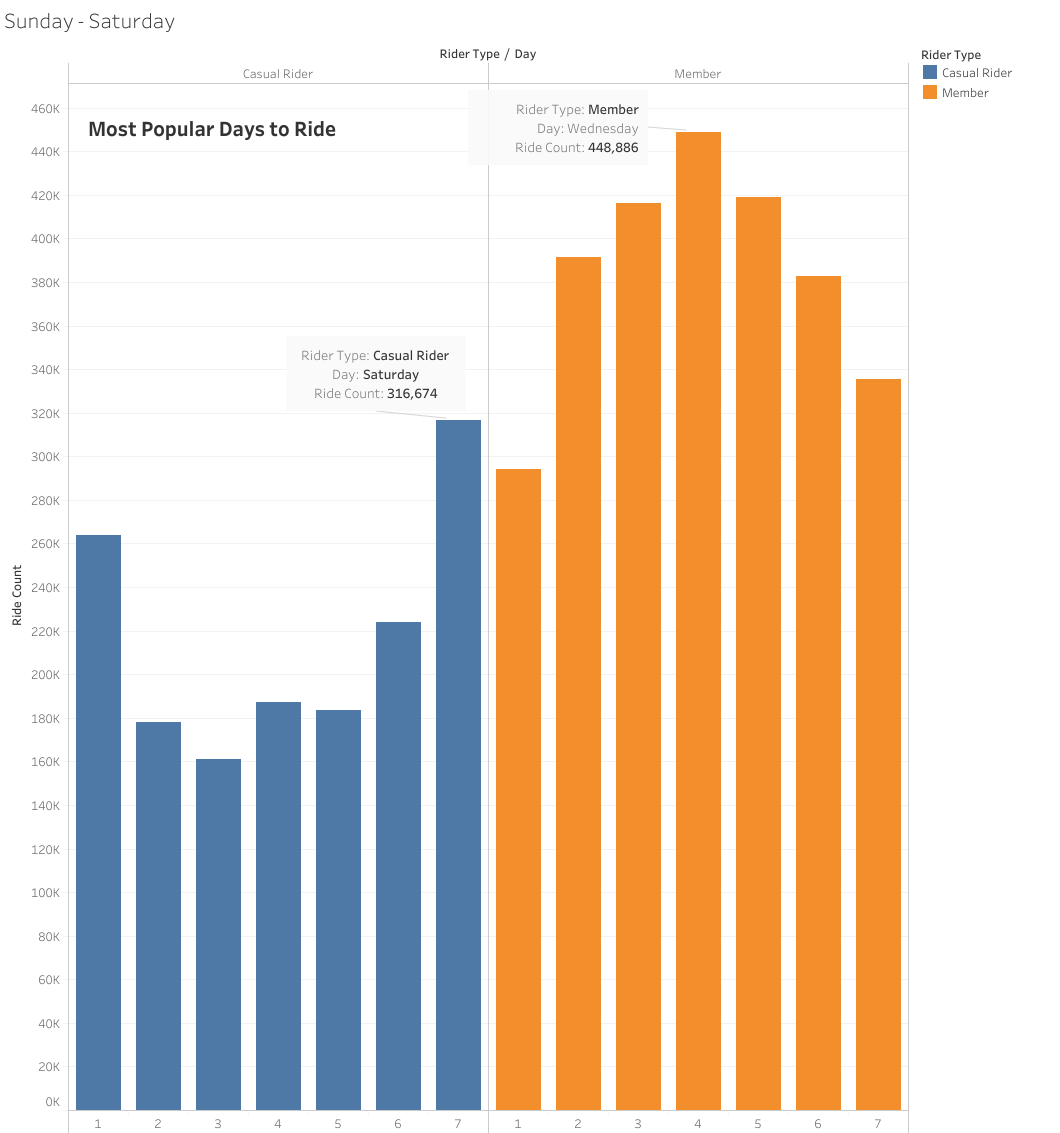 Sunday - Saturday
Rider Type / Day
Casual Rider
Member
Rider Type
Casual Rider
Member
Most Popular Days to Ride
Rider Type: Member
Day: Wednesday
Ride Count: 448,886
Rider Type: Casual Rider
Day: Saturday
Ride Count: 316,674
Ride Count
460K
440K
420K
400K
380K
360K
340K
320K
300K
280K
260K
240K
220K
200K
180K
160K
140K
120K
100K
80K
60K
40K
20K
0K
1 2 3 4 5 6 7 1 2 3 4 5 6 7